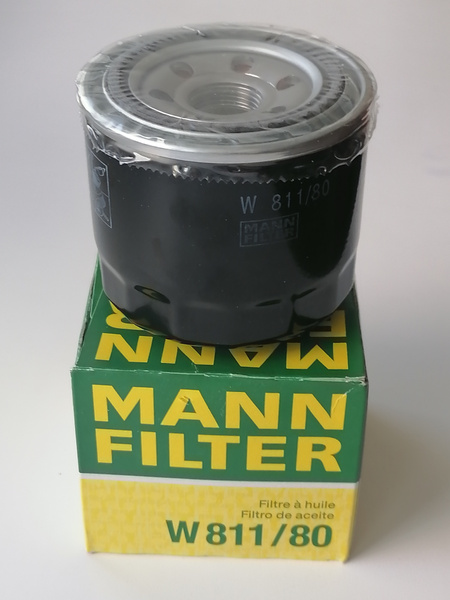 W 811/80
MANN
FILTER
MANN
MANN
FILTER
Filtre à huile
Filtro de aceite
W 811/80